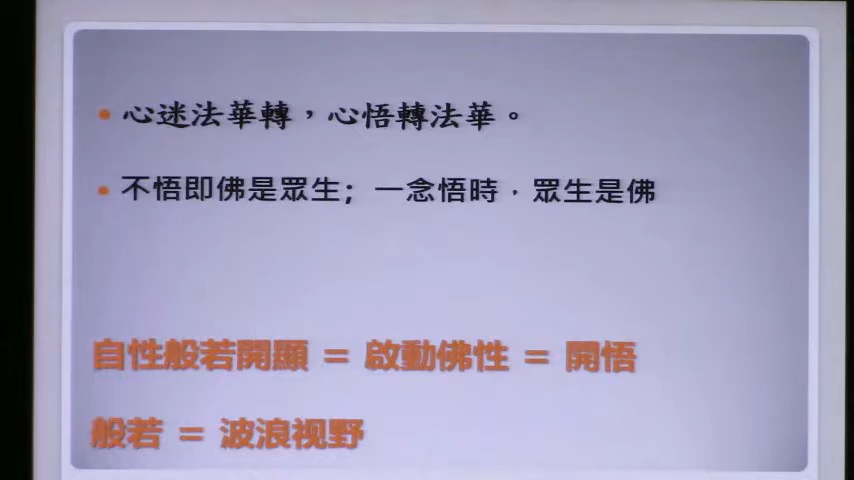 • 心迷法華轉，心悟轉法華。
• 不悟即佛是眾生；一念悟時，眾生是佛
自性般若開顯 = 啟動佛性 = 開悟
般若 = 波浪视野